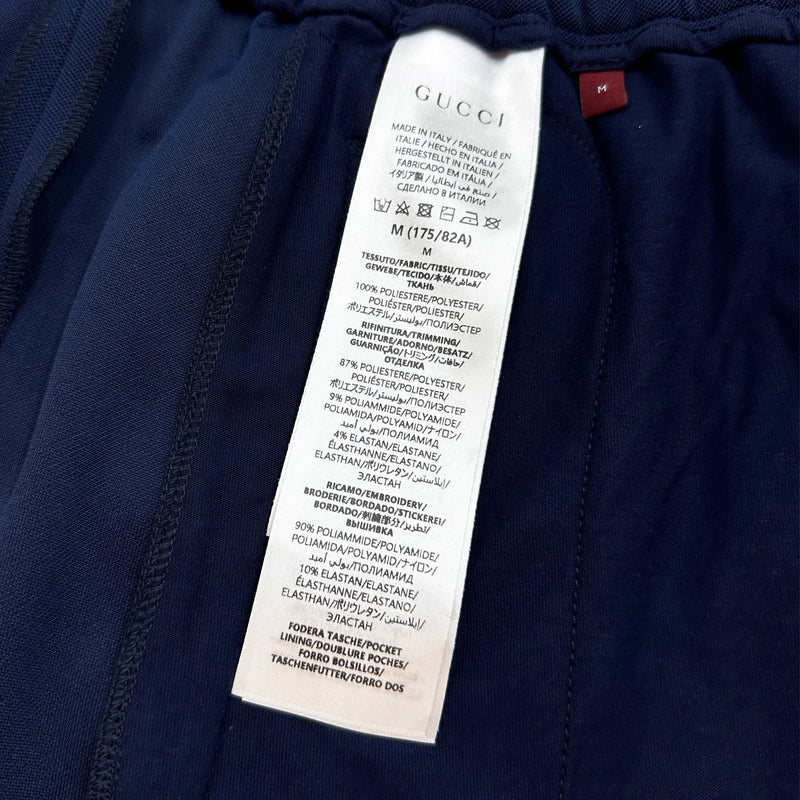 GUCCI
M
MADE IN ITALY / FABRIQUÉ EN
ITALIE / HECHO EN ITALIA /
HERGESTELLT IN ITALIEN /
FABRICADO EM ITÁLIA /
イタリア製 / صنع في ايطاليا /
СДЕЛАНО В ИТАЛИИ
M (175/82A)
M
TESSUTO/FABRIC/TISSU/TEJIDO/
GEWEBE/TECIDO/本体/قماش/
ТКАНЬ
100% POLIESTERE/POLYESTER/
POLIÉSTER/POLYESTER/
ポリエステル/بوليستر/ПОЛИЭСТЕР
RIFINITURA/TRIMMING/
GARNITURE/ADORNO/BESATZ/
GUARNIÇÃO/トリミング/حافات/
ОТДЕЛКА
87% POLIESTERE/POLYESTER/
POLIÉSTER/POLYESTER/
ポリエステル/بوليستر/ПОЛИЭСТЕР
9% POLIAMMIDE/POLYAMIDE/
POLIAMIDA/POLYAMID/ナイロン/
POLIAMIDA/بولي أميد/ПОЛИАМИД
4% ELASTAN/ELASTANE/
ÉLASTHANNE/ELASTANO/
ELASTHAN/ポリウレタン/إيلاستين/
ЭЛАСТАН
RICAMO/EMBROIDERY/
BRODERIE/BORDADO/STICKEREI/
BORDADO/刺繍部分/تطريز/
ВЫШИВКА
90% POLIAMMIDE/POLYAMIDE/
POLIAMIDA/POLYAMID/ナイロン/
بولي أميد/ПОЛИАМИД
10% ELASTAN/ELASTANE/
ÉLASTHANNE/ELASTANO/
ELASTHAN/ポリウレタン/إيلاستين/
ЭЛАСТАН
FODERA TASCHE/POCKET
LINING/DOUBLURE POCHES/
FORRO BOLSILLOS/
TASCHENFUTTER/FORRO DOS